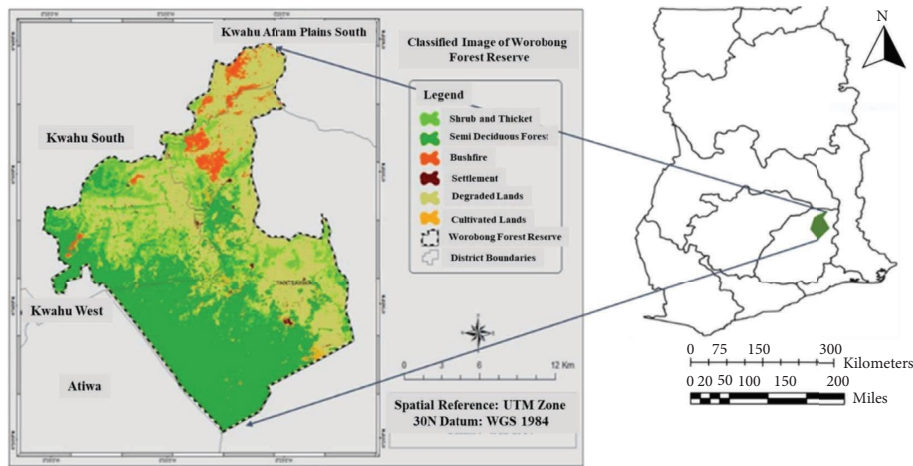 Kwahu Afram Plains South
Kwahu South
Kwahu West
Atiwa
Classified Image of Worobong
Forest Reserve
Legend
Shrub and Thicket
Semi Deciduous Forest
Bushfire
Settlement
Degraded Lands
Cultivated Lands
Worobong Forest Reserve
District Boundaries
0 3 6 12 Km
Spatial Reference: UTM Zone
30N Datum: WGS 1984
N
0 75 150 300
Kilometers
0 20 50 100 150 200
Miles